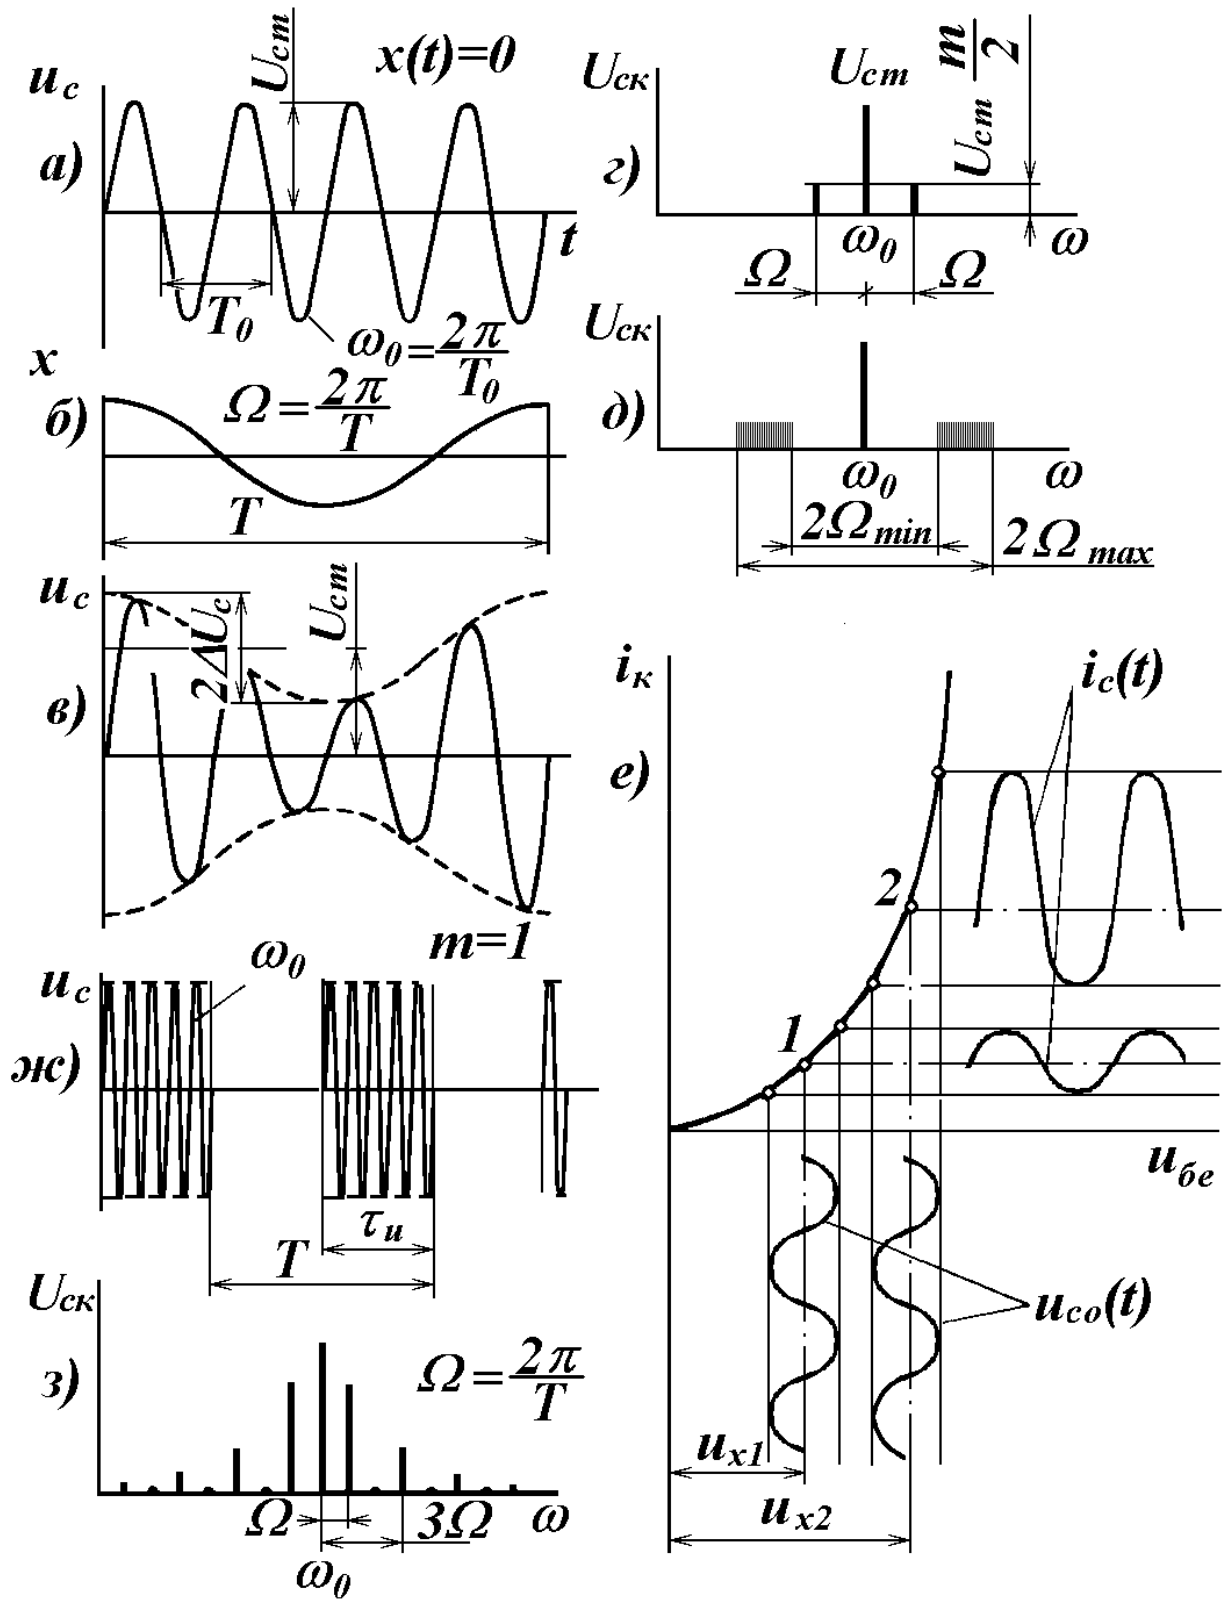 u_c
U_cm
x(t)=0
а)
t
T_0
ω_0=2π/T_0
x
б)
Ω=2π/T
T
u_c
2ΔU_c
U_cm
в)
m=1
u_c
ω_0
ж)
τ_и
T
U_ск
з)
Ω=2π/T
Ω
3Ω
ω
ω_0
U_ск
U_cm
U_cm m/2
г)
ω_0
ω
Ω
Ω
U_ск
д)
ω_0
ω
2Ω_min
2Ω_max
i_к
i_c(t)
е)
2
1
u_бе
u_со(t)
u_x1
u_x2